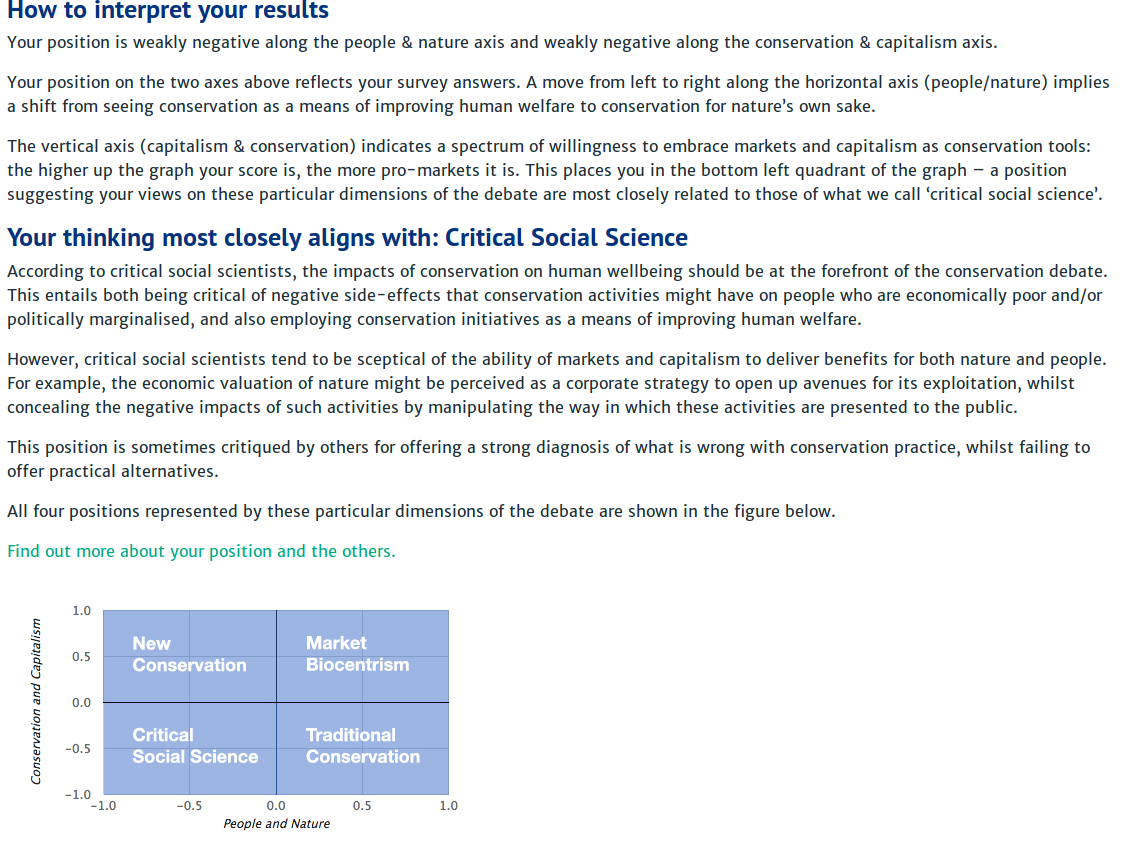 How to interpret your results
Your position is weakly negative along the people & nature axis and weakly negative along the conservation & capitalism axis.
Your position on the two axes above reflects your survey answers. A move from left to right along the horizontal axis (people/nature) implies
a shift from seeing conservation as a means of improving human welfare to conservation for nature's own sake.
The vertical axis (capitalism & conservation) indicates a spectrum of willingness to embrace markets and capitalism as conservation tools:
the higher up the graph your score is, the more pro-markets it is. This places you in the bottom left quadrant of the graph – a position
suggesting your views on these particular dimensions of the debate are most closely related to those of what we call 'critical social science'.
Your thinking most closely aligns with: Critical Social Science
According to critical social scientists, the impacts of conservation on human wellbeing should be at the forefront of the conservation debate.
This entails both being critical of negative side-effects that conservation activities might have on people who are economically poor and/or
politically marginalised, and also employing conservation initiatives as a means of improving human welfare.
However, critical social scientists tend to be sceptical of the ability of markets and capitalism to deliver benefits for both nature and people.
For example, the economic valuation of nature might be perceived as a corporate strategy to open up avenues for its exploitation, whilst
concealing the negative impacts of such activities by manipulating the way in which these activities are presented to the public.
This position is sometimes critiqued by others for offering a strong diagnosis of what is wrong with conservation practice, whilst failing to
offer practical alternatives.
All four positions represented by these particular dimensions of the debate are shown in the figure below.
Find out more about your position and the others.
Conservation and Capitalism
1.0
0.5
0.0
-0.5
-1.0
New
Conservation
Market
Biocentrism
Critical
Social Science
Traditional
Conservation
-1.0 -0.5 0.0 0.5 1.0
People and Nature